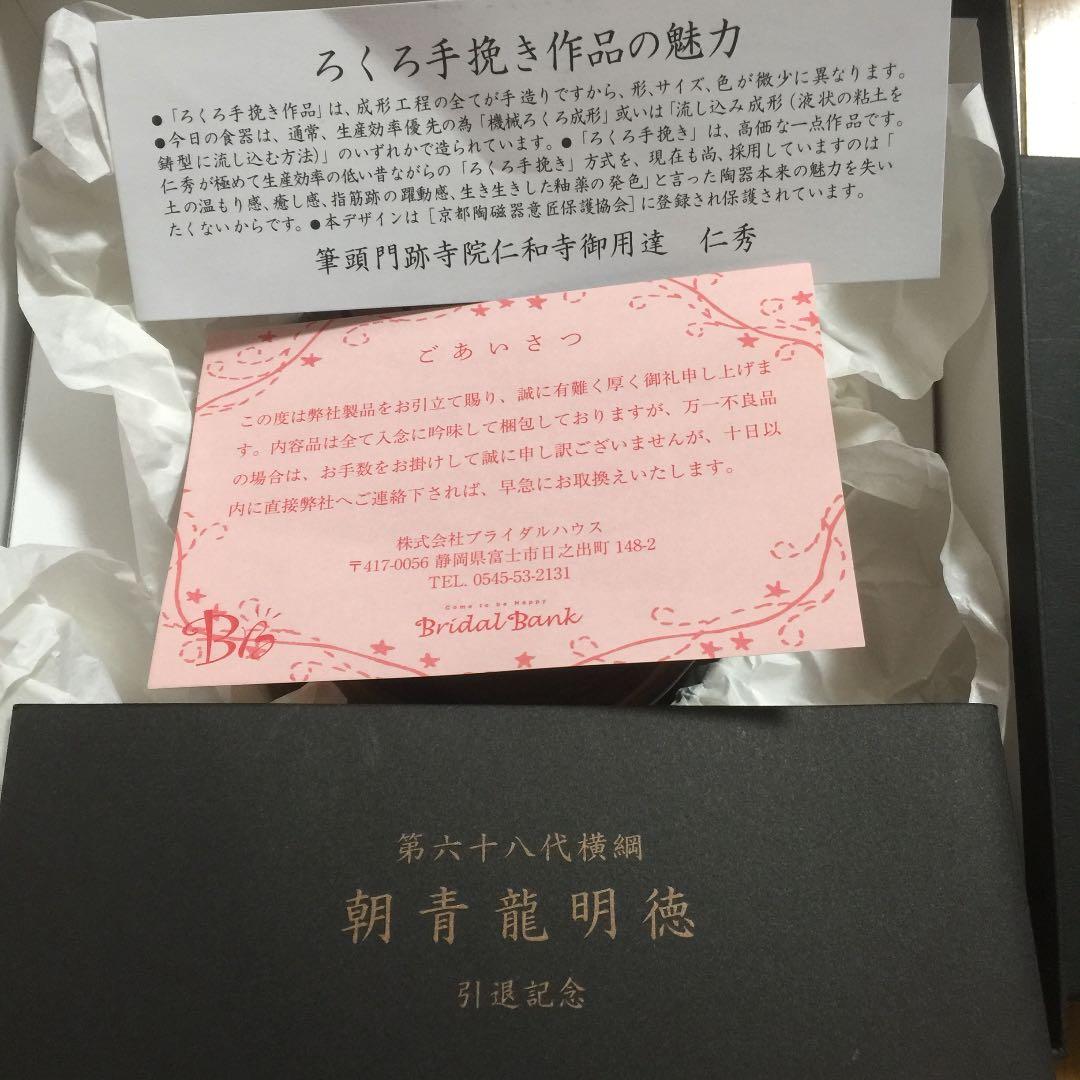 ろくろ手挽き作品の魅力
●「ろくろ手挽き作品」は、成形工程の全てが手造りですから、形、サイズ、色が微少に異なります。
●今日の食器は、通常、生産効率優先の為「機械ろくろ成形」或いは「流し込み成形（液状の粘土を
鋳型に流し込む方法）」のいずれかで造られています。●「ろくろ手挽き」は、高価な一点作品です。
仁秀が極めて生産効率の低い昔ながらの「ろくろ手挽き」方式を、現在も尚、採用していますのは「
土の温もり感、癒し感、指筋跡の躍動感、生き生きした釉薬の発色」と言った陶器本来の魅力を失い
たくないからです。●本デザインは［京都陶磁器意匠保護協会］に登録され保護されています。
筆頭門跡寺院仁和寺御用達　仁秀
ごあいさつ
この度は弊社製品をお引立て賜り、誠に有難く厚く御礼申し上げま
す。内容品は全て入念に吟味して梱包しておりますが、万一不良品
の場合は、お手数をお掛けして誠に申し訳ございませんが、十日以
内に直接弊社へご連絡下されば、早急にお取換えいたします。
株式会社ブライダルハウス
〒417-0056 静岡県富士市日之出町 148-2
TEL. 0545-53-2131
Come to be Happy
Bridal Bank
BB
第六十八代横綱
朝青龍明徳
引退記念